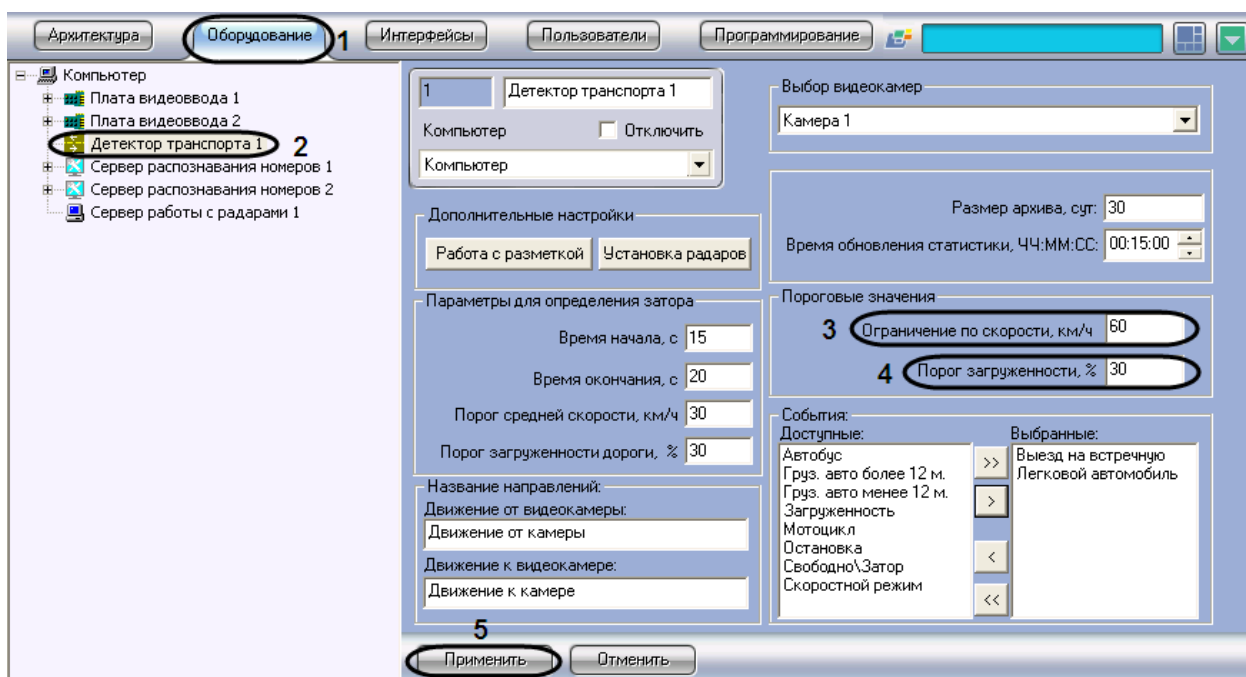 Архитектура Оборудование 1 Интерфейсы Пользователи Программирование
Компьютер
Плата видеоввода 1
Плата видеоввода 2
Детектор транспорта 1 2
Сервер распознавания номеров 1
Сервер распознавания номеров 2
Сервер работы с радарами 1
1 Детектор транспорта 1
Компьютер Отключить
Компьютер
Дополнительные настройки
Работа с разметкой Установка радаров
Параметры для определения затора
Время начала, с 15
Время окончания, с 20
Порог средней скорости, км/ч 30
Порог загруженности дороги, % 30
Название направлений:
Движение от видеокамеры:
Движение от камеры
Движение к видеокамере:
Движение к камере
Выбор видеокамер
Камера 1
Размер архива, сут: 30
Время обновления статистики, ЧЧ:ММ:СС: 00:15:00
Пороговые значения
3 Ограничение по скорости, км/ч 60
4 Порог загруженности, % 30
События:
Доступные:
Автобус
Груз. авто более 12 м.
Груз. авто менее 12 м.
Загруженность
Мотоцикл
Остановка
Свободно\Затор
Скоростной режим
>>
>
<
<<
Выбранные:
Выезд на встречную
Легковой автомобиль
5
Применить Отменить